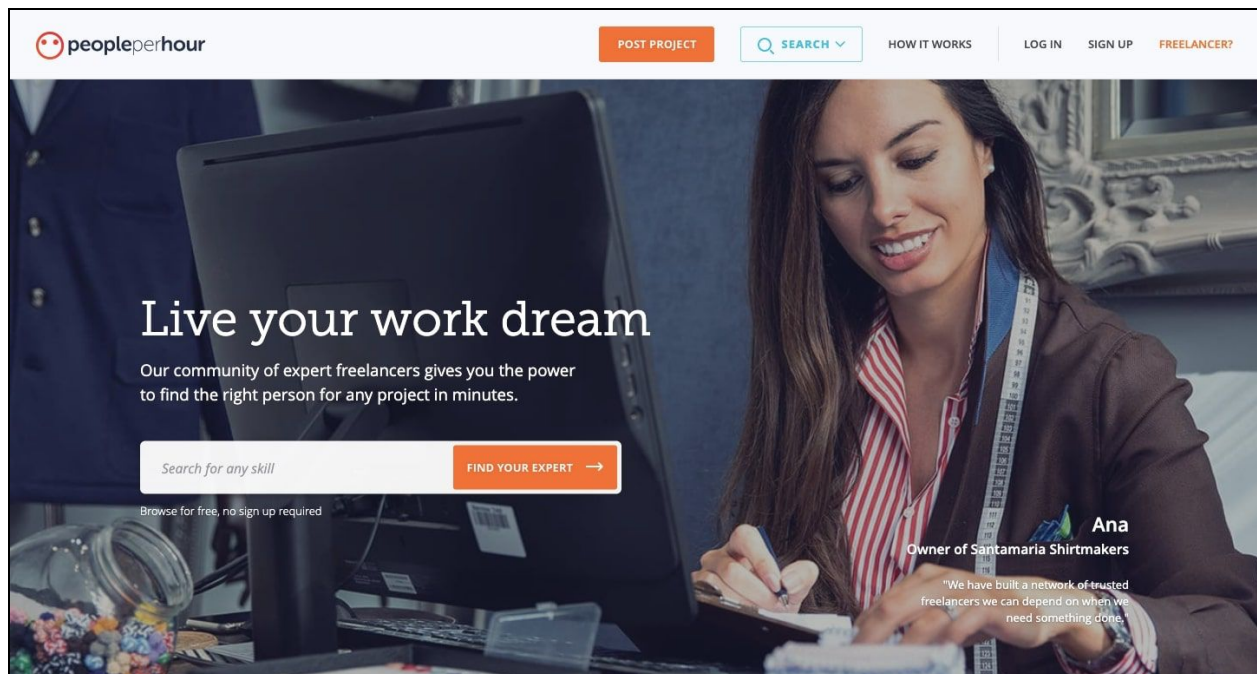 peopleperhour
POST PROJECT
SEARCH
HOW IT WORKS
LOG IN
SIGN UP
FREELANCER?
Live your work dream
Our community of expert freelancers gives you the power
to find the right person for any project in minutes.
Search for any skill
FIND YOUR EXPERT →
Browse for free, no sign up required
Ana
Owner of Santamaria Shirtmakers
"We have built a network of trusted
freelancers we can depend on when we
need something done."